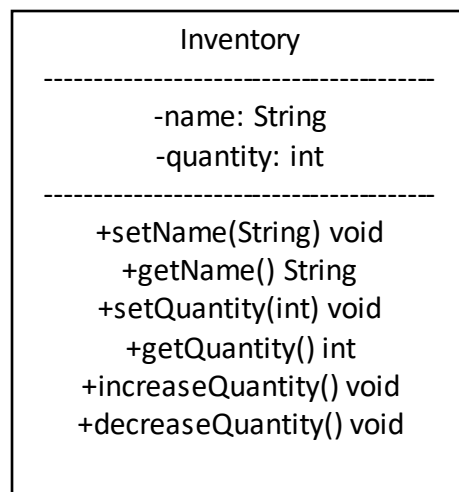 Inventory
----------------------------------------
-name: String
-quantity: int
----------------------------------------
+setName(String) void
+getName() String
+setQuantity(int) void
+getQuantity() int
+increaseQuantity() void
+decreaseQuantity() void